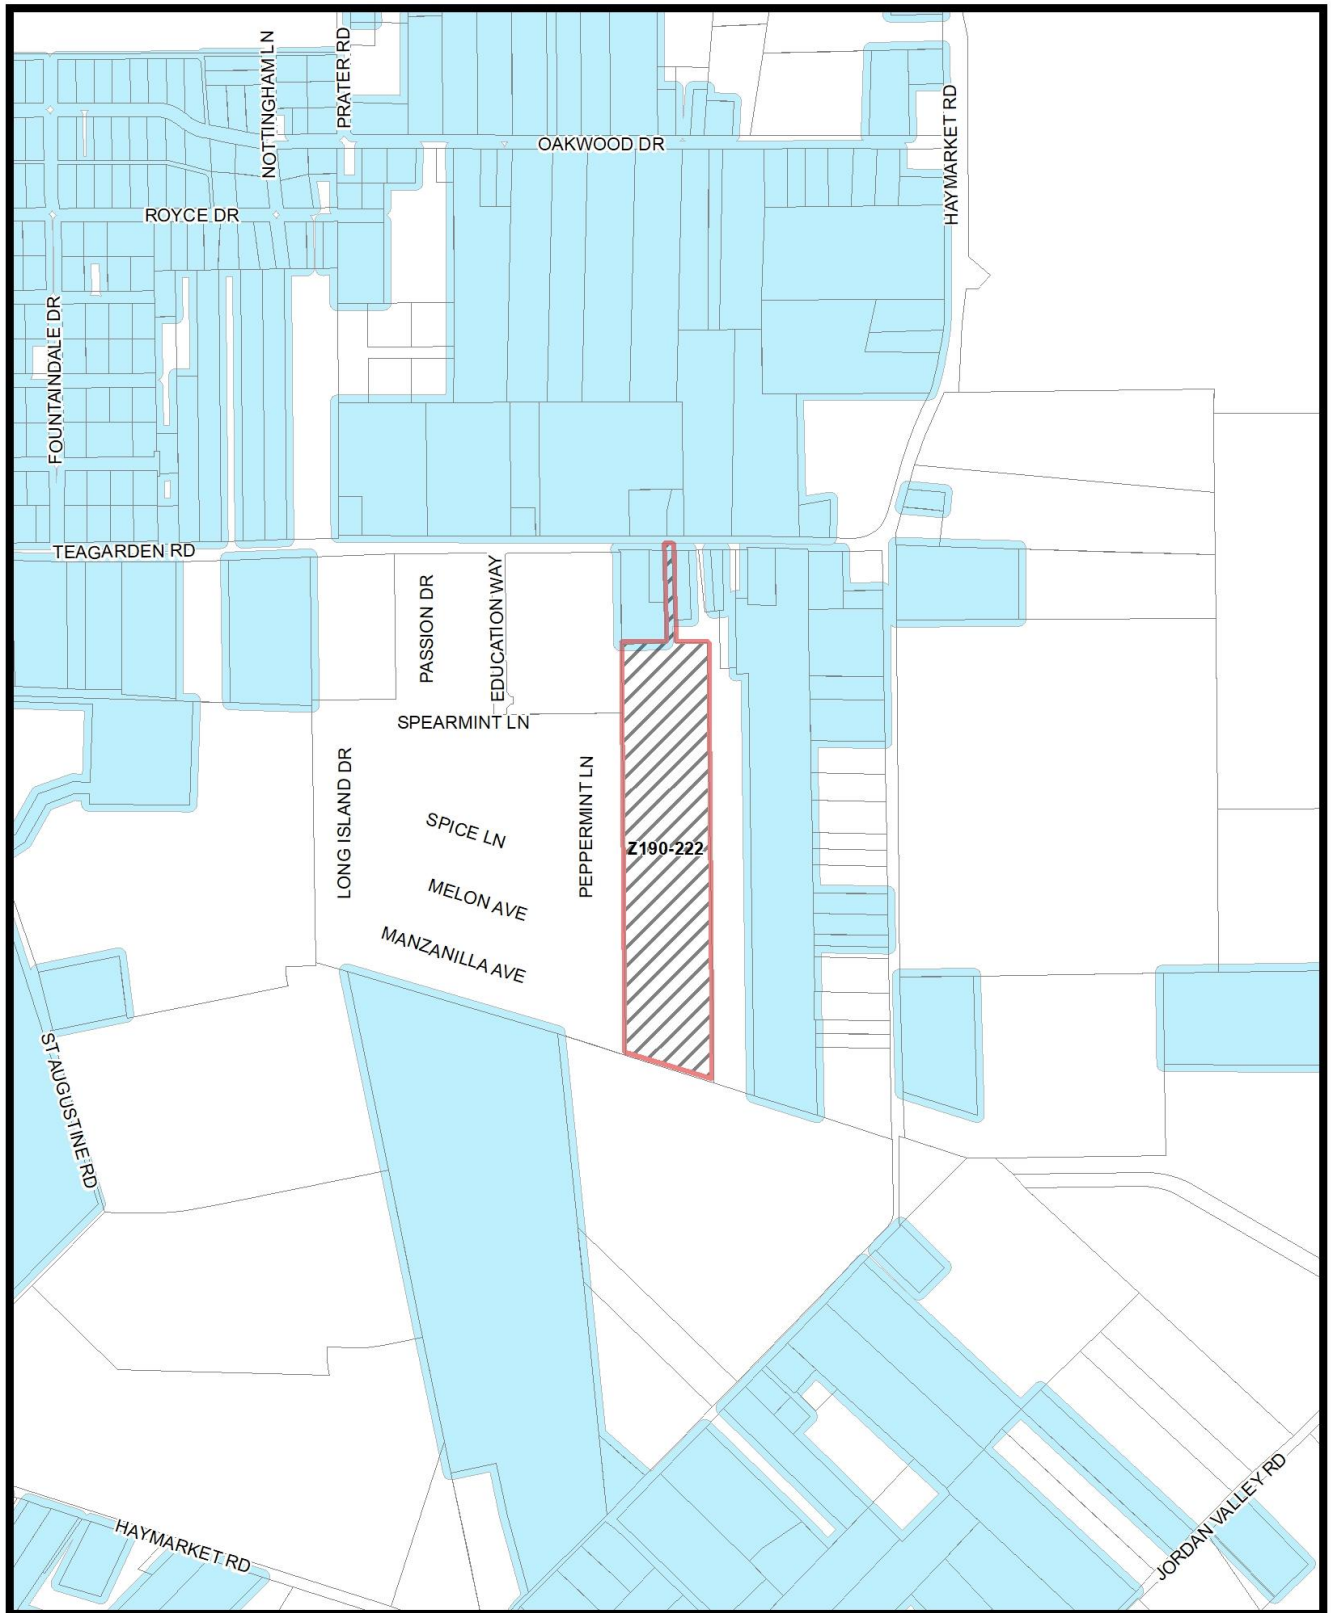 NOTTINGHAM LN
PRATER RD
HAYMARKET RD
OAKWOOD DR
ROYCE DR
FOUNTAINDALE DR
TEAGARDEN RD
PASSION DR
EDUCATION WAY
SPEARMINT LN
LONG ISLAND DR
PEPPERMINT LN
SPICE LN
Z190-222
MELON AVE
MANZANILLA AVE
ST AUGUSTINE RD
HAYMARKET RD
JORDAN VALLEY RD